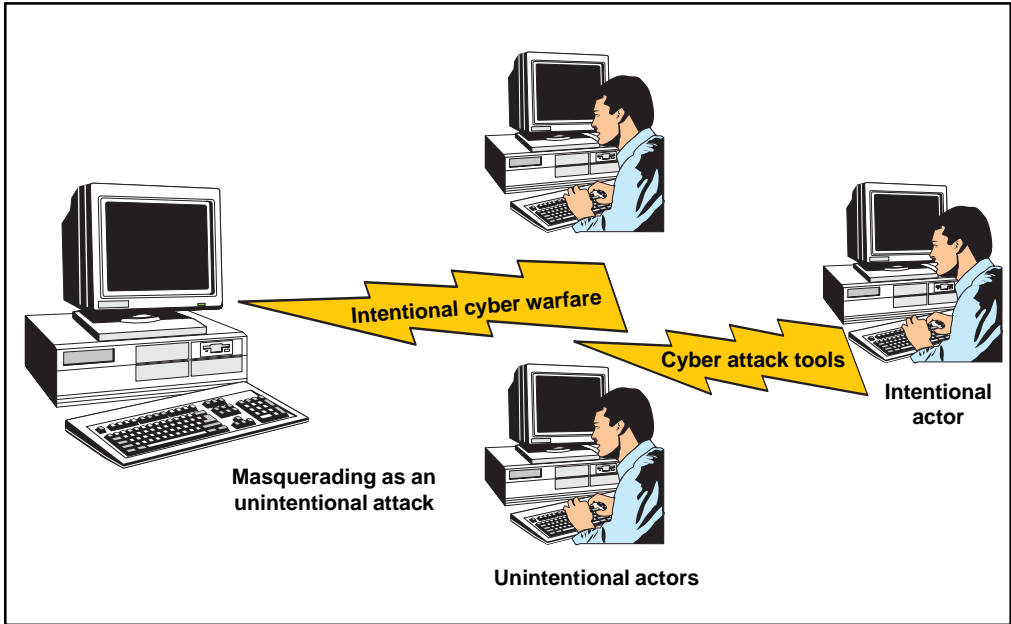 Intentional cyber warfare
Cyber attack tools
Intentional
actor
Masquerading as an
unintentional attack
Unintentional actors